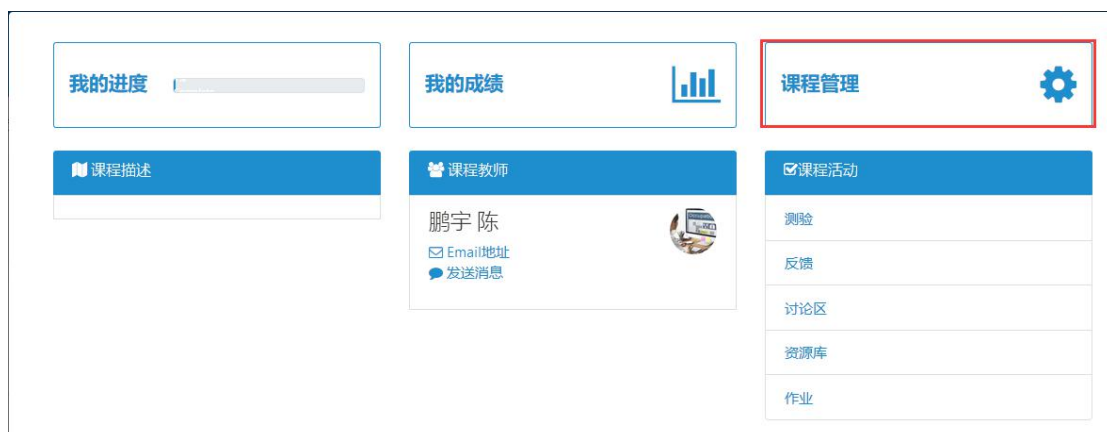 我的进度
我的成绩
课程管理
课程描述
课程教师
鹏宇 陈
Email地址
发送消息
课程活动
测验
反馈
讨论区
资源库
作业